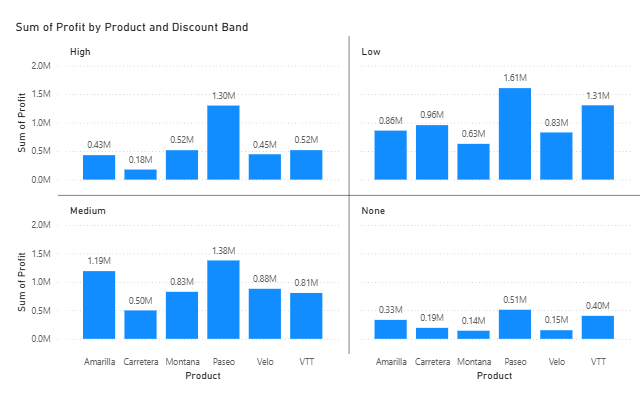 Sum of Profit by Product and Discount Band
High
Low
2.0M
1.5M
1.0M
0.5M
0.0M
Sum of Profit
0.43M
0.18M
0.52M
1.30M
0.45M
0.52M
0.86M
0.96M
0.63M
1.61M
0.83M
1.31M
Medium
None
2.0M
1.5M
1.0M
0.5M
0.0M
Sum of Profit
1.19M
0.50M
0.83M
1.38M
0.88M
0.81M
0.33M
0.19M
0.14M
0.51M
0.15M
0.40M
Amarilla Carretera Montana Paseo Velo VTT
Amarilla Carretera Montana Paseo Velo VTT
Product
Product